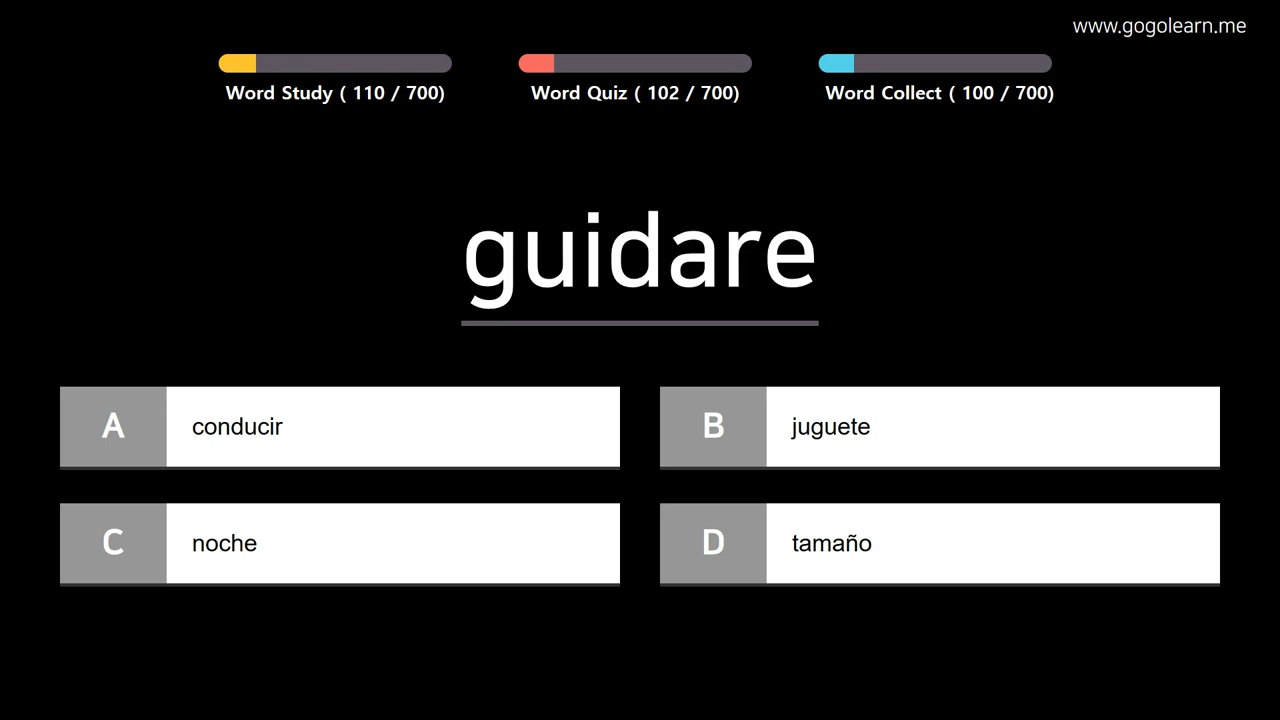 www.gogolearn.me
Word Study ( 110 / 700)
Word Quiz ( 102 / 700)
Word Collect ( 100 / 700)
guidare
A conducir
B juguete
C noche
D tamaño